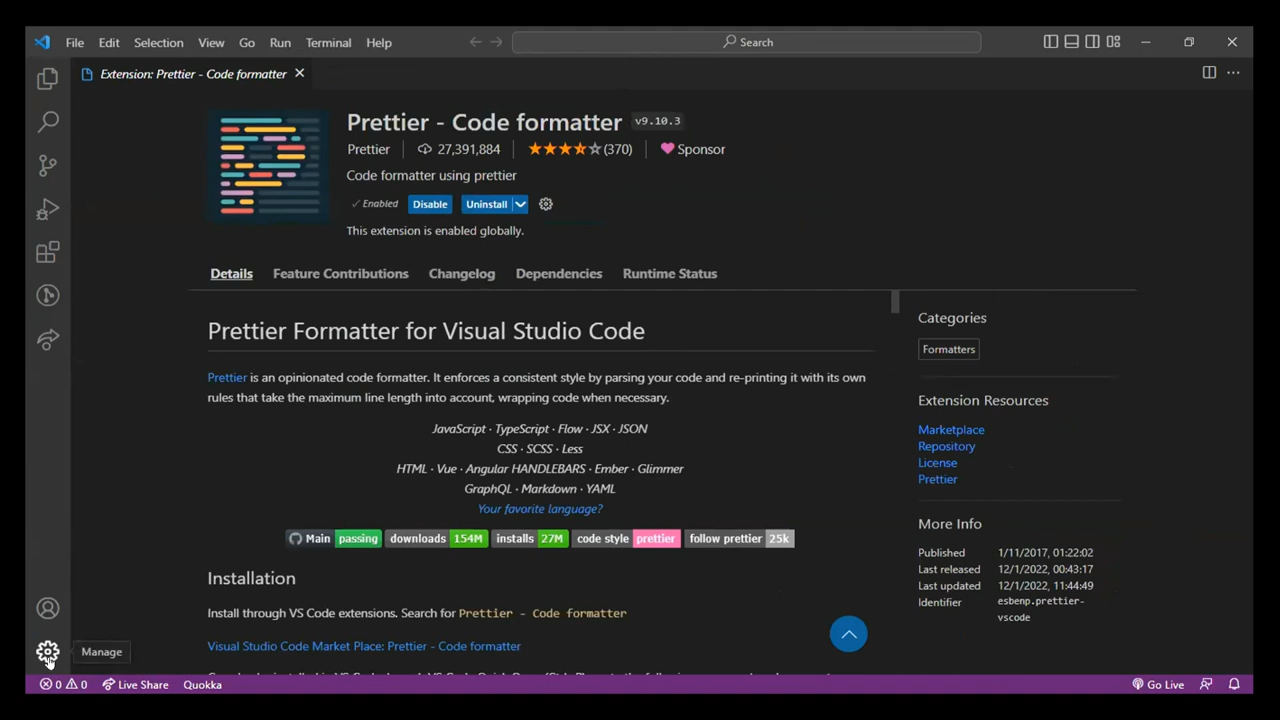 File Edit Selection View Go Run Terminal Help Search
Extension: Prettier - Code formatter
Prettier - Code formatter v9.10.3
Prettier 27,391,884 (370) Sponsor
Code formatter using prettier
Enabled Disable Uninstall
This extension is enabled globally.
Details Feature Contributions Changelog Dependencies Runtime Status
Prettier Formatter for Visual Studio Code
Prettier is an opinionated code formatter. It enforces a consistent style by parsing your code and re-printing it with its own
rules that take the maximum line length into account, wrapping code when necessary.
JavaScript · TypeScript · Flow · JSX · JSON
CSS · SCSS · Less
HTML · Vue · Angular HANDLEBARS · Ember · Glimmer
GraphQL · Markdown · YAML
Your favorite language?
Main passing downloads 154M installs 27M code style prettier follow prettier 25k
Installation
Install through VS Code extensions. Search for Prettier - Code formatter
Visual Studio Code Market Place: Prettier - Code formatter
Categories
Formatters
Extension Resources
Marketplace
Repository
License
Prettier
More Info
Published 1/11/2017, 01:22:02
Last released 12/1/2022, 00:43:17
Last updated 12/1/2022, 11:44:49
Identifier esbenp.prettier-
vscode
Manage
0 0 Live Share Quokka Go Live